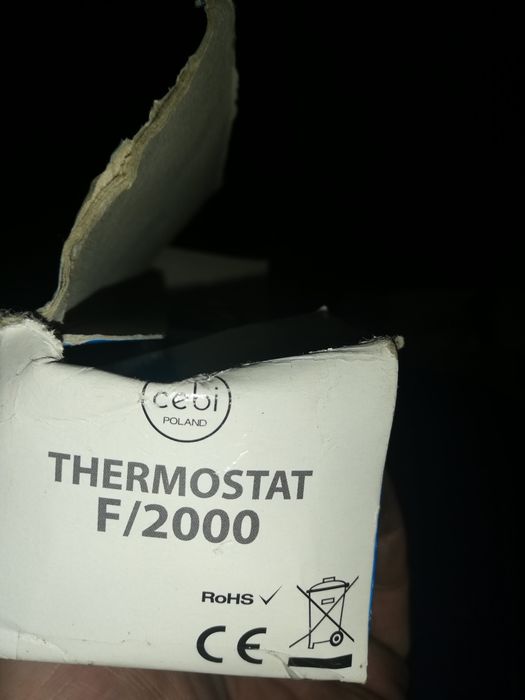 cebi
POLAND
THERMOSTAT
F/2000
RoHS ✓
CE